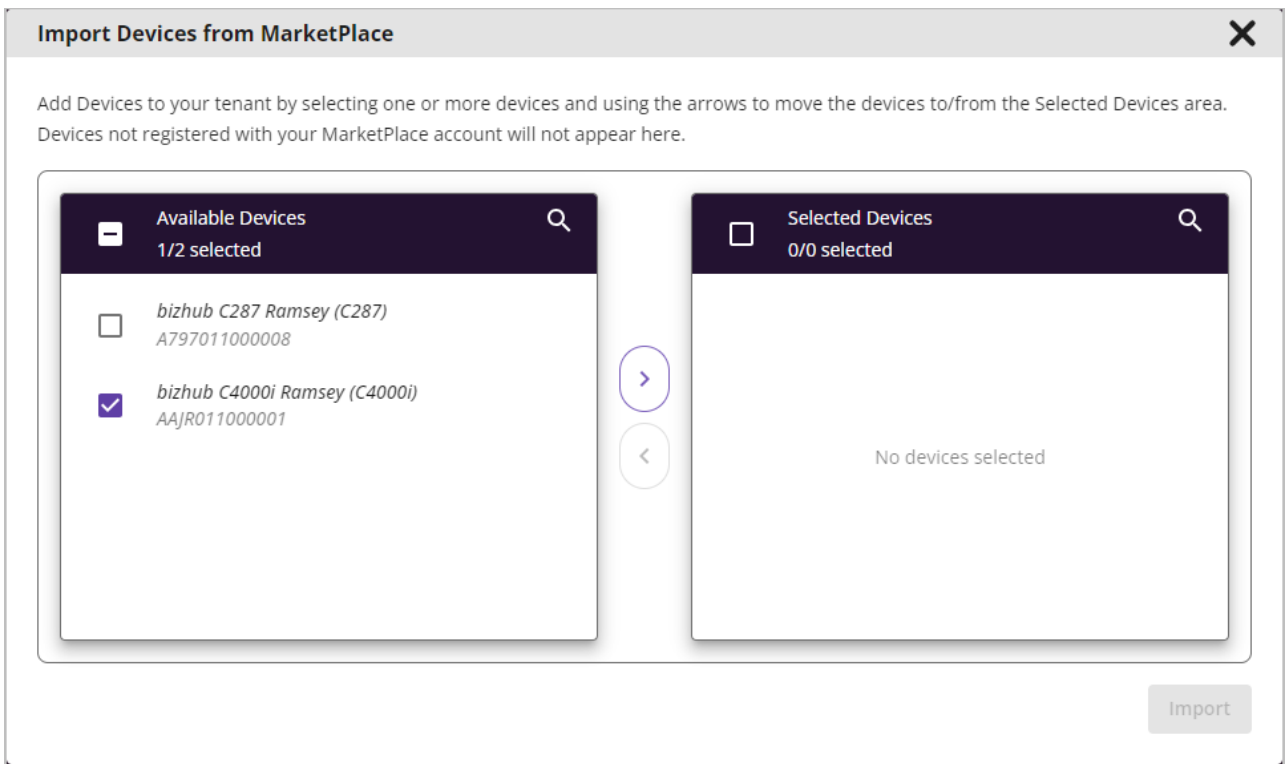 Import Devices from MarketPlace
Add Devices to your tenant by selecting one or more devices and using the arrows to move the devices to/from the Selected Devices area.
Devices not registered with your MarketPlace account will not appear here.
Available Devices
1/2 selected
bizhub C287 Ramsey (C287)
A797011000008
bizhub C4000i Ramsey (C4000i)
AAJR011000001
Selected Devices
0/0 selected
No devices selected
Import